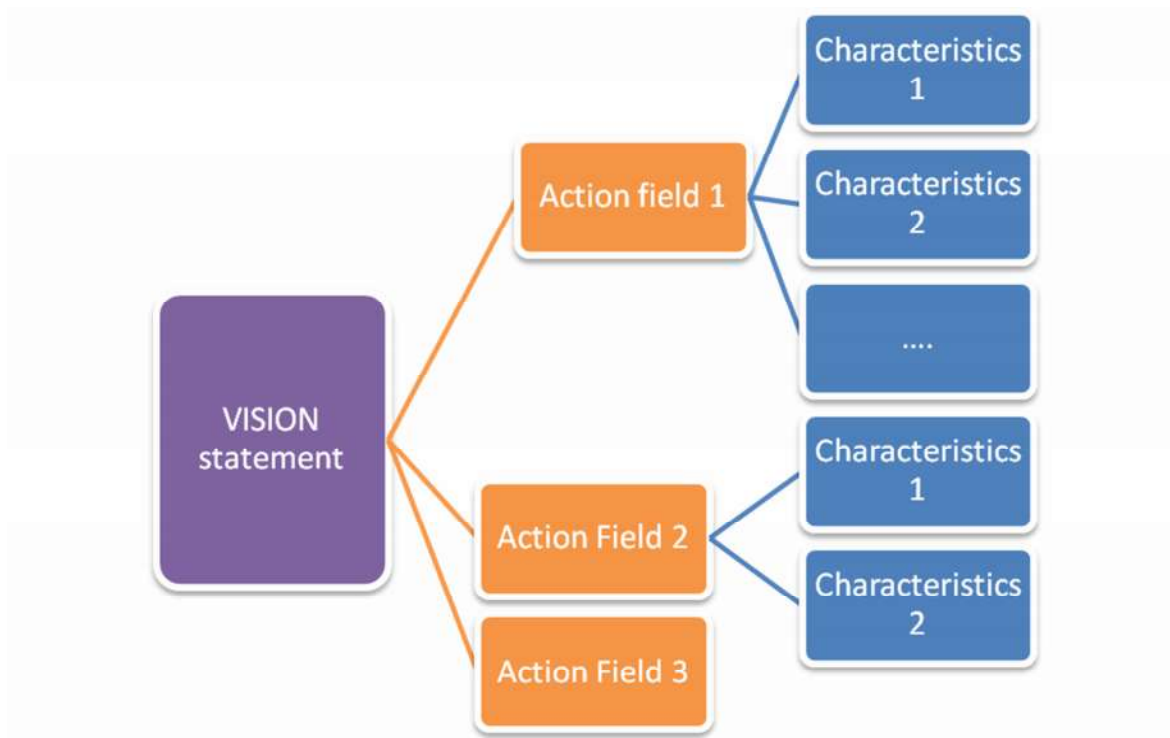 Characteristics
1
Action field 1
Characteristics
2
....
VISION
statement
Characteristics
1
Action Field 2
Characteristics
2
Action Field 3